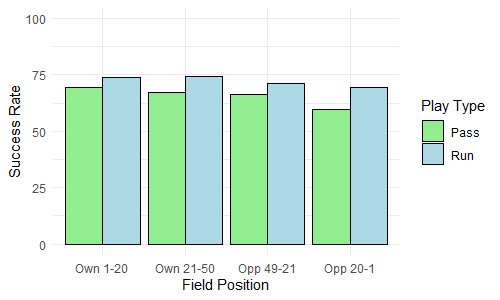 100
75
50
25
0
Success Rate
Own 1-20
Own 21-50
Opp 49-21
Opp 20-1
Field Position
Play Type
Pass
Run